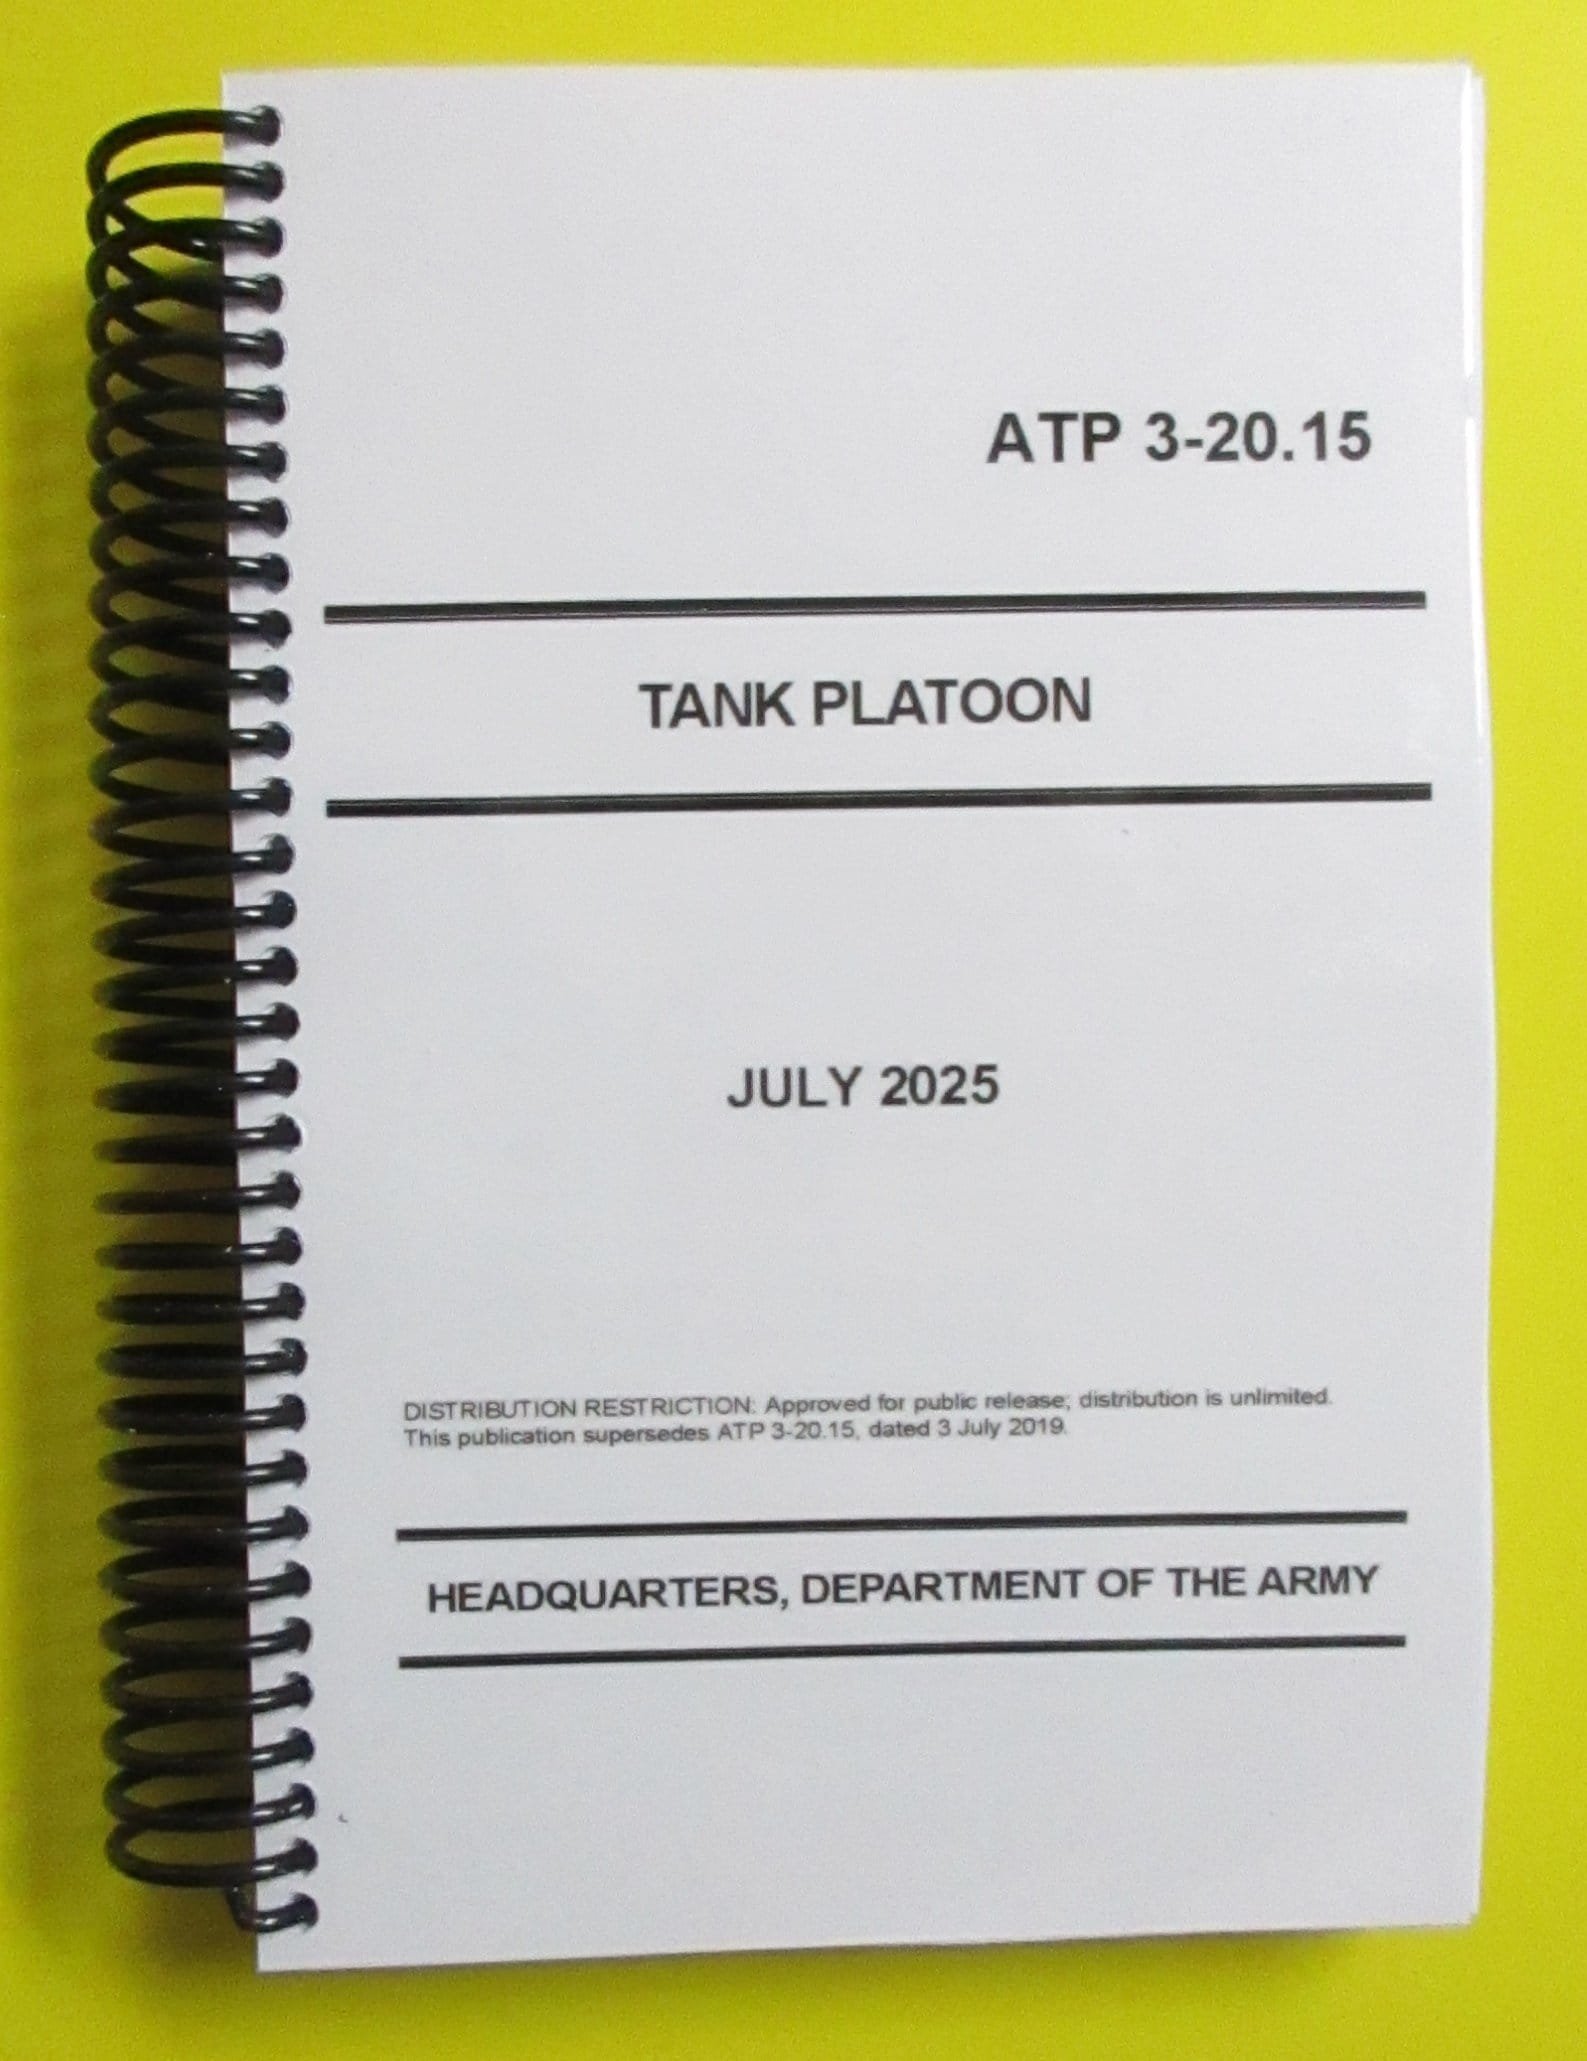 ATP 3-20.15
TANK PLATOON
JULY 2025
DISTRIBUTION RESTRICTION: Approved for public release; distribution is unlimited.
This publication supersedes ATP 3-20.15, dated 3 July 2019.
HEADQUARTERS, DEPARTMENT OF THE ARMY